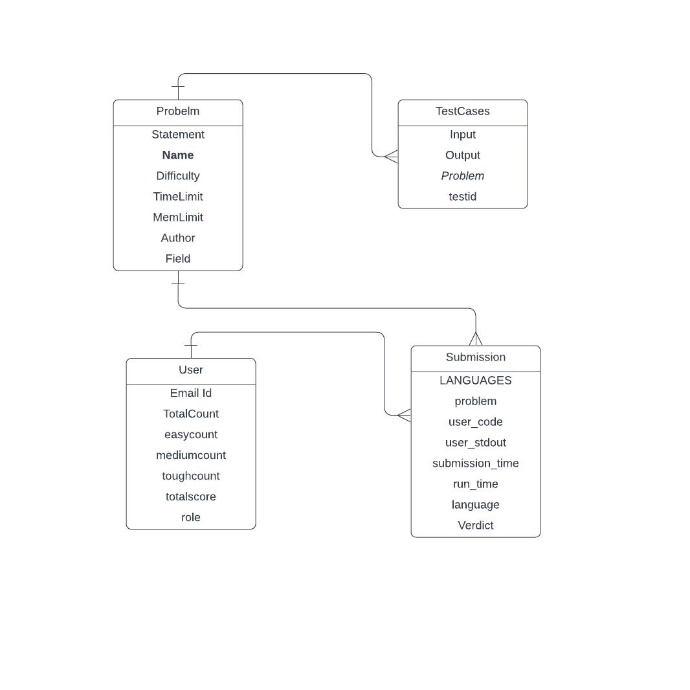 Probelm
Statement
Name
Difficulty
TimeLimit
MemLimit
Author
Field
TestCases
Input
Output
Problem
testid
User
Email Id
TotalCount
easycount
mediumcount
toughcount
totalscore
role
Submission
LANGUAGES
problem
user_code
user_stdout
submission_time
run_time
language
Verdict